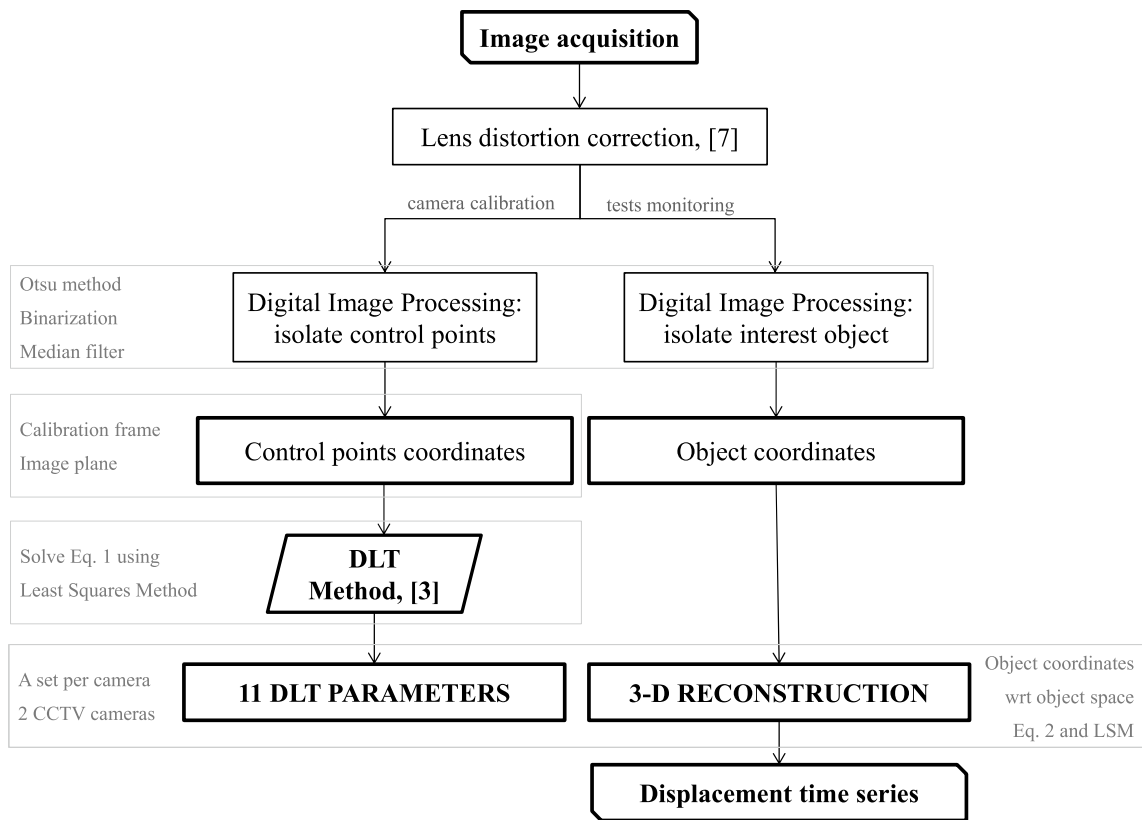 Image acquisition
Lens distortion correction, [7]
camera calibration
tests monitoring
Otsu method
Binarization
Median filter
Digital Image Processing:
isolate control points
Digital Image Processing:
isolate interest object
Calibration frame
Image plane
Control points coordinates
Object coordinates
Solve Eq. 1 using
Least Squares Method
DLT
Method, [3]
A set per camera
2 CCTV cameras
11 DLT PARAMETERS
3-D RECONSTRUCTION
Object coordinates
wrt object space
Eq. 2 and LSM
Displacement time series